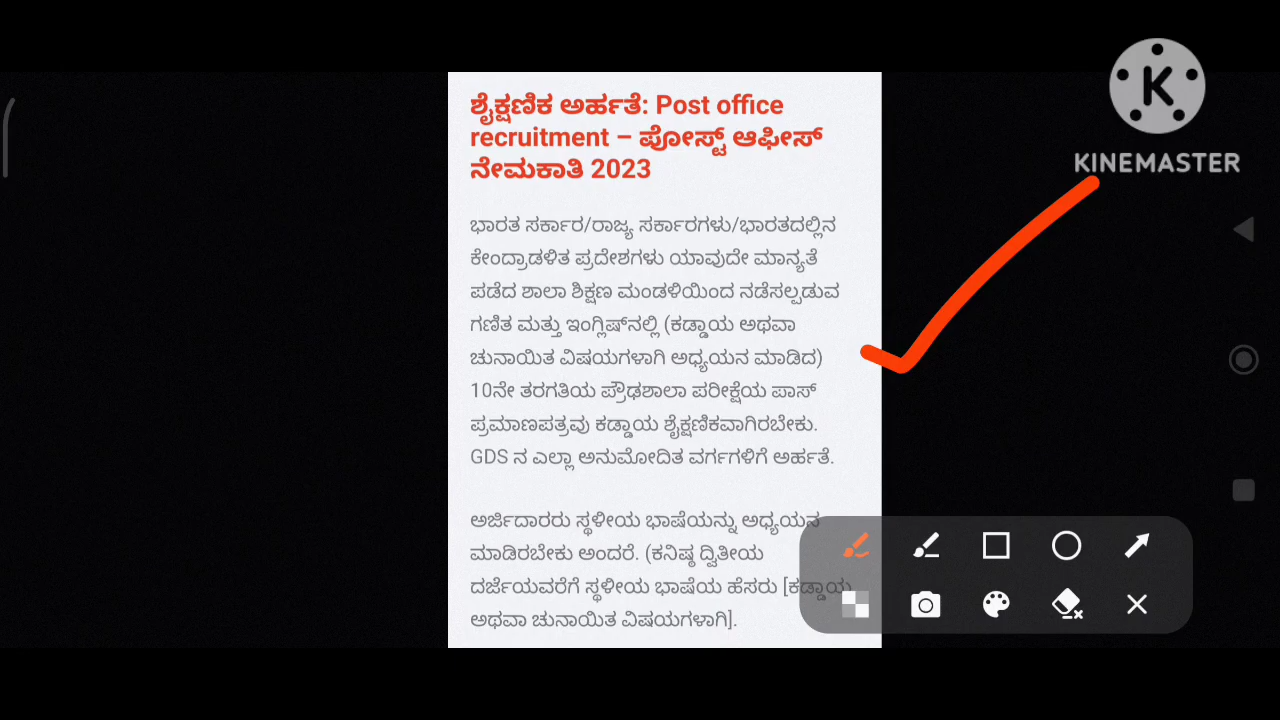 KINEMASTER
ಶೈಕ್ಷಣಿಕ ಅರ್ಹತೆ: Post office
recruitment – ಪೋಸ್ಟ್ ಆಫೀಸ್
ನೇಮಕಾತಿ 2023
ಭಾರತ ಸರ್ಕಾರ/ರಾಜ್ಯ ಸರ್ಕಾರಗಳು/ಭಾರತದಲ್ಲಿನ
ಕೇಂದ್ರಾಡಳಿತ ಪ್ರದೇಶಗಳು ಯಾವುದೇ ಮಾನ್ಯತೆ
ಪಡೆದ ಶಾಲಾ ಶಿಕ್ಷಣ ಮಂಡಳಿಯಿಂದ ನಡೆಸಲ್ಪಡುವ
ಗಣಿತ ಮತ್ತು ಇಂಗ್ಲಿಷ್‌ನಲ್ಲಿ (ಕಡ್ಡಾಯ ಅಥವಾ
ಚುನಾಯಿತ ವಿಷಯಗಳಾಗಿ ಅಧ್ಯಯನ ಮಾಡಿದ)
10ನೇ ತರಗತಿಯ ಪ್ರೌಢಶಾಲಾ ಪರೀಕ್ಷೆಯ ಪಾಸ್
ಪ್ರಮಾಣಪತ್ರವು ಕಡ್ಡಾಯ ಶೈಕ್ಷಣಿಕವಾಗಿರಬೇಕು.
GDS ನ ಎಲ್ಲಾ ಅನುಮೋದಿತ ವರ್ಗಗಳಿಗೆ ಅರ್ಹತೆ.
ಅರ್ಜಿದಾರರು ಸ್ಥಳೀಯ ಭಾಷೆಯನ್ನು ಅಧ್ಯಯನ
ಮಾಡಿರಬೇಕು ಅಂದರೆ. (ಕನಿಷ್ಠ ದ್ವಿತೀಯ
ದರ್ಜೆಯವರೆಗೆ ಸ್ಥಳೀಯ ಭಾಷೆಯ ಹೆಸರು [ಕಡ್ಡಾಯ
ಅಥವಾ ಚುನಾಯಿತ ವಿಷಯಗಳಾಗಿ].